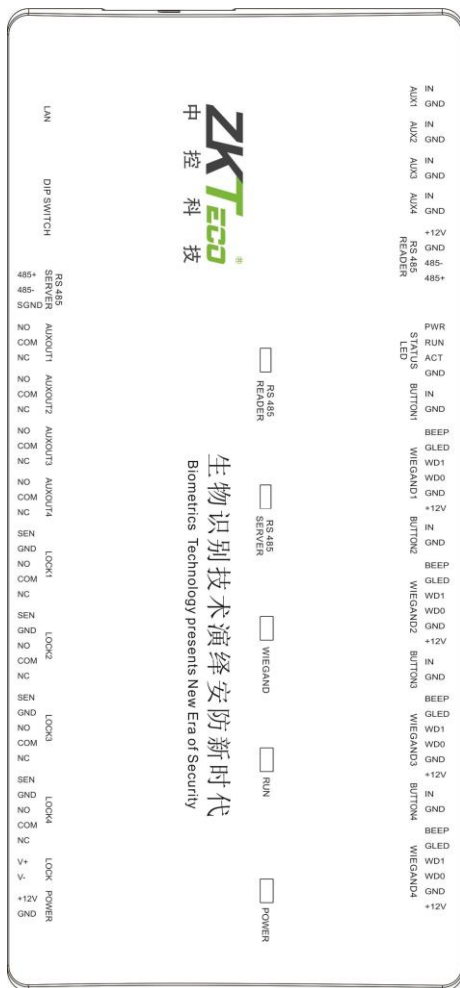 ZKTeco ®
中控科技
生物识别技术演绎安防新时代
Biometrics Technology presents New Era of Security
RS 485
READER
RS 485
SERVER
WIEGAND
RUN
POWER
AUX1
IN
GND
AUX2
IN
GND
AUX3
IN
GND
AUX4
IN
GND
RS 485
READER
+12V
GND
485-
485+
STATUS
LED
PWR
RUN
ACT
GND
BUTTON1
IN
GND
WIEGAND1
BEEP
GLED
WD1
WD0
GND
+12V
BUTTON2
IN
GND
WIEGAND2
BEEP
GLED
WD1
WD0
GND
+12V
BUTTON3
IN
GND
WIEGAND3
BEEP
GLED
WD1
WD0
GND
+12V
BUTTON4
IN
GND
WIEGAND4
BEEP
GLED
WD1
WD0
GND
+12V
LAN
DIP SWITCH
RS 485
SERVER
485+
485-
SGND
AUXOUT1
NO
COM
NC
AUXOUT2
NO
COM
NC
AUXOUT3
NO
COM
NC
AUXOUT4
NO
COM
NC
LOCK1
SEN
GND
NO
COM
NC
LOCK2
SEN
GND
NO
COM
NC
LOCK3
SEN
GND
NO
COM
NC
LOCK4
SEN
GND
NO
COM
NC
LOCK
V+
V-
POWER
+12V
GND